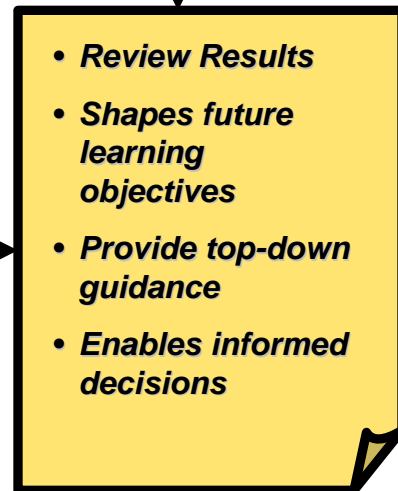 • Review Results
• Shapes future
learning
objectives
• Provide top-down
guidance
• Enables informed
decisions